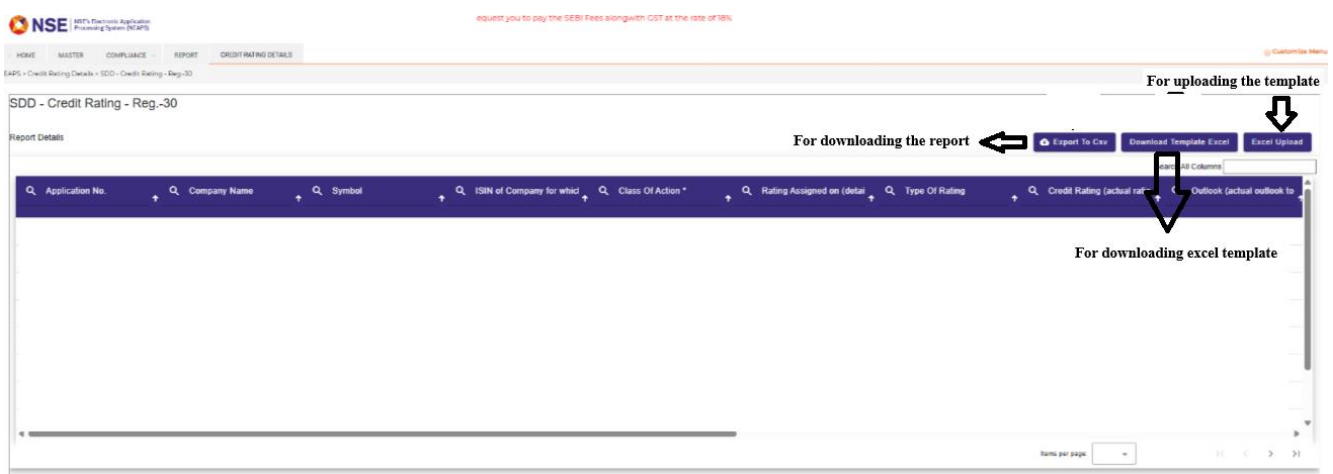 equest you to pay the SEBI Fees alongwith GST at the rate of 18%
NSE NSE's Electronic Application
Processing System (NEAPS)
HOME MASTER COMPLIANCE REPORT CREDIT RATING DETAILS
Customize Menu
EAPS > Credit Rating Details > SDD - Credit Rating - Reg.-30
For uploading the template
SDD - Credit Rating - Reg.-30
Report Details
For downloading the report
Export To Csv Download Template Excel Excel Upload
All Columns
Application No. Company Name Symbol ISIN of Company for whic Class Of Action * Rating Assigned on (detai Type Of Rating Credit Rating (actual rat Outlook (actual outlook to
For downloading excel template
Items per page: